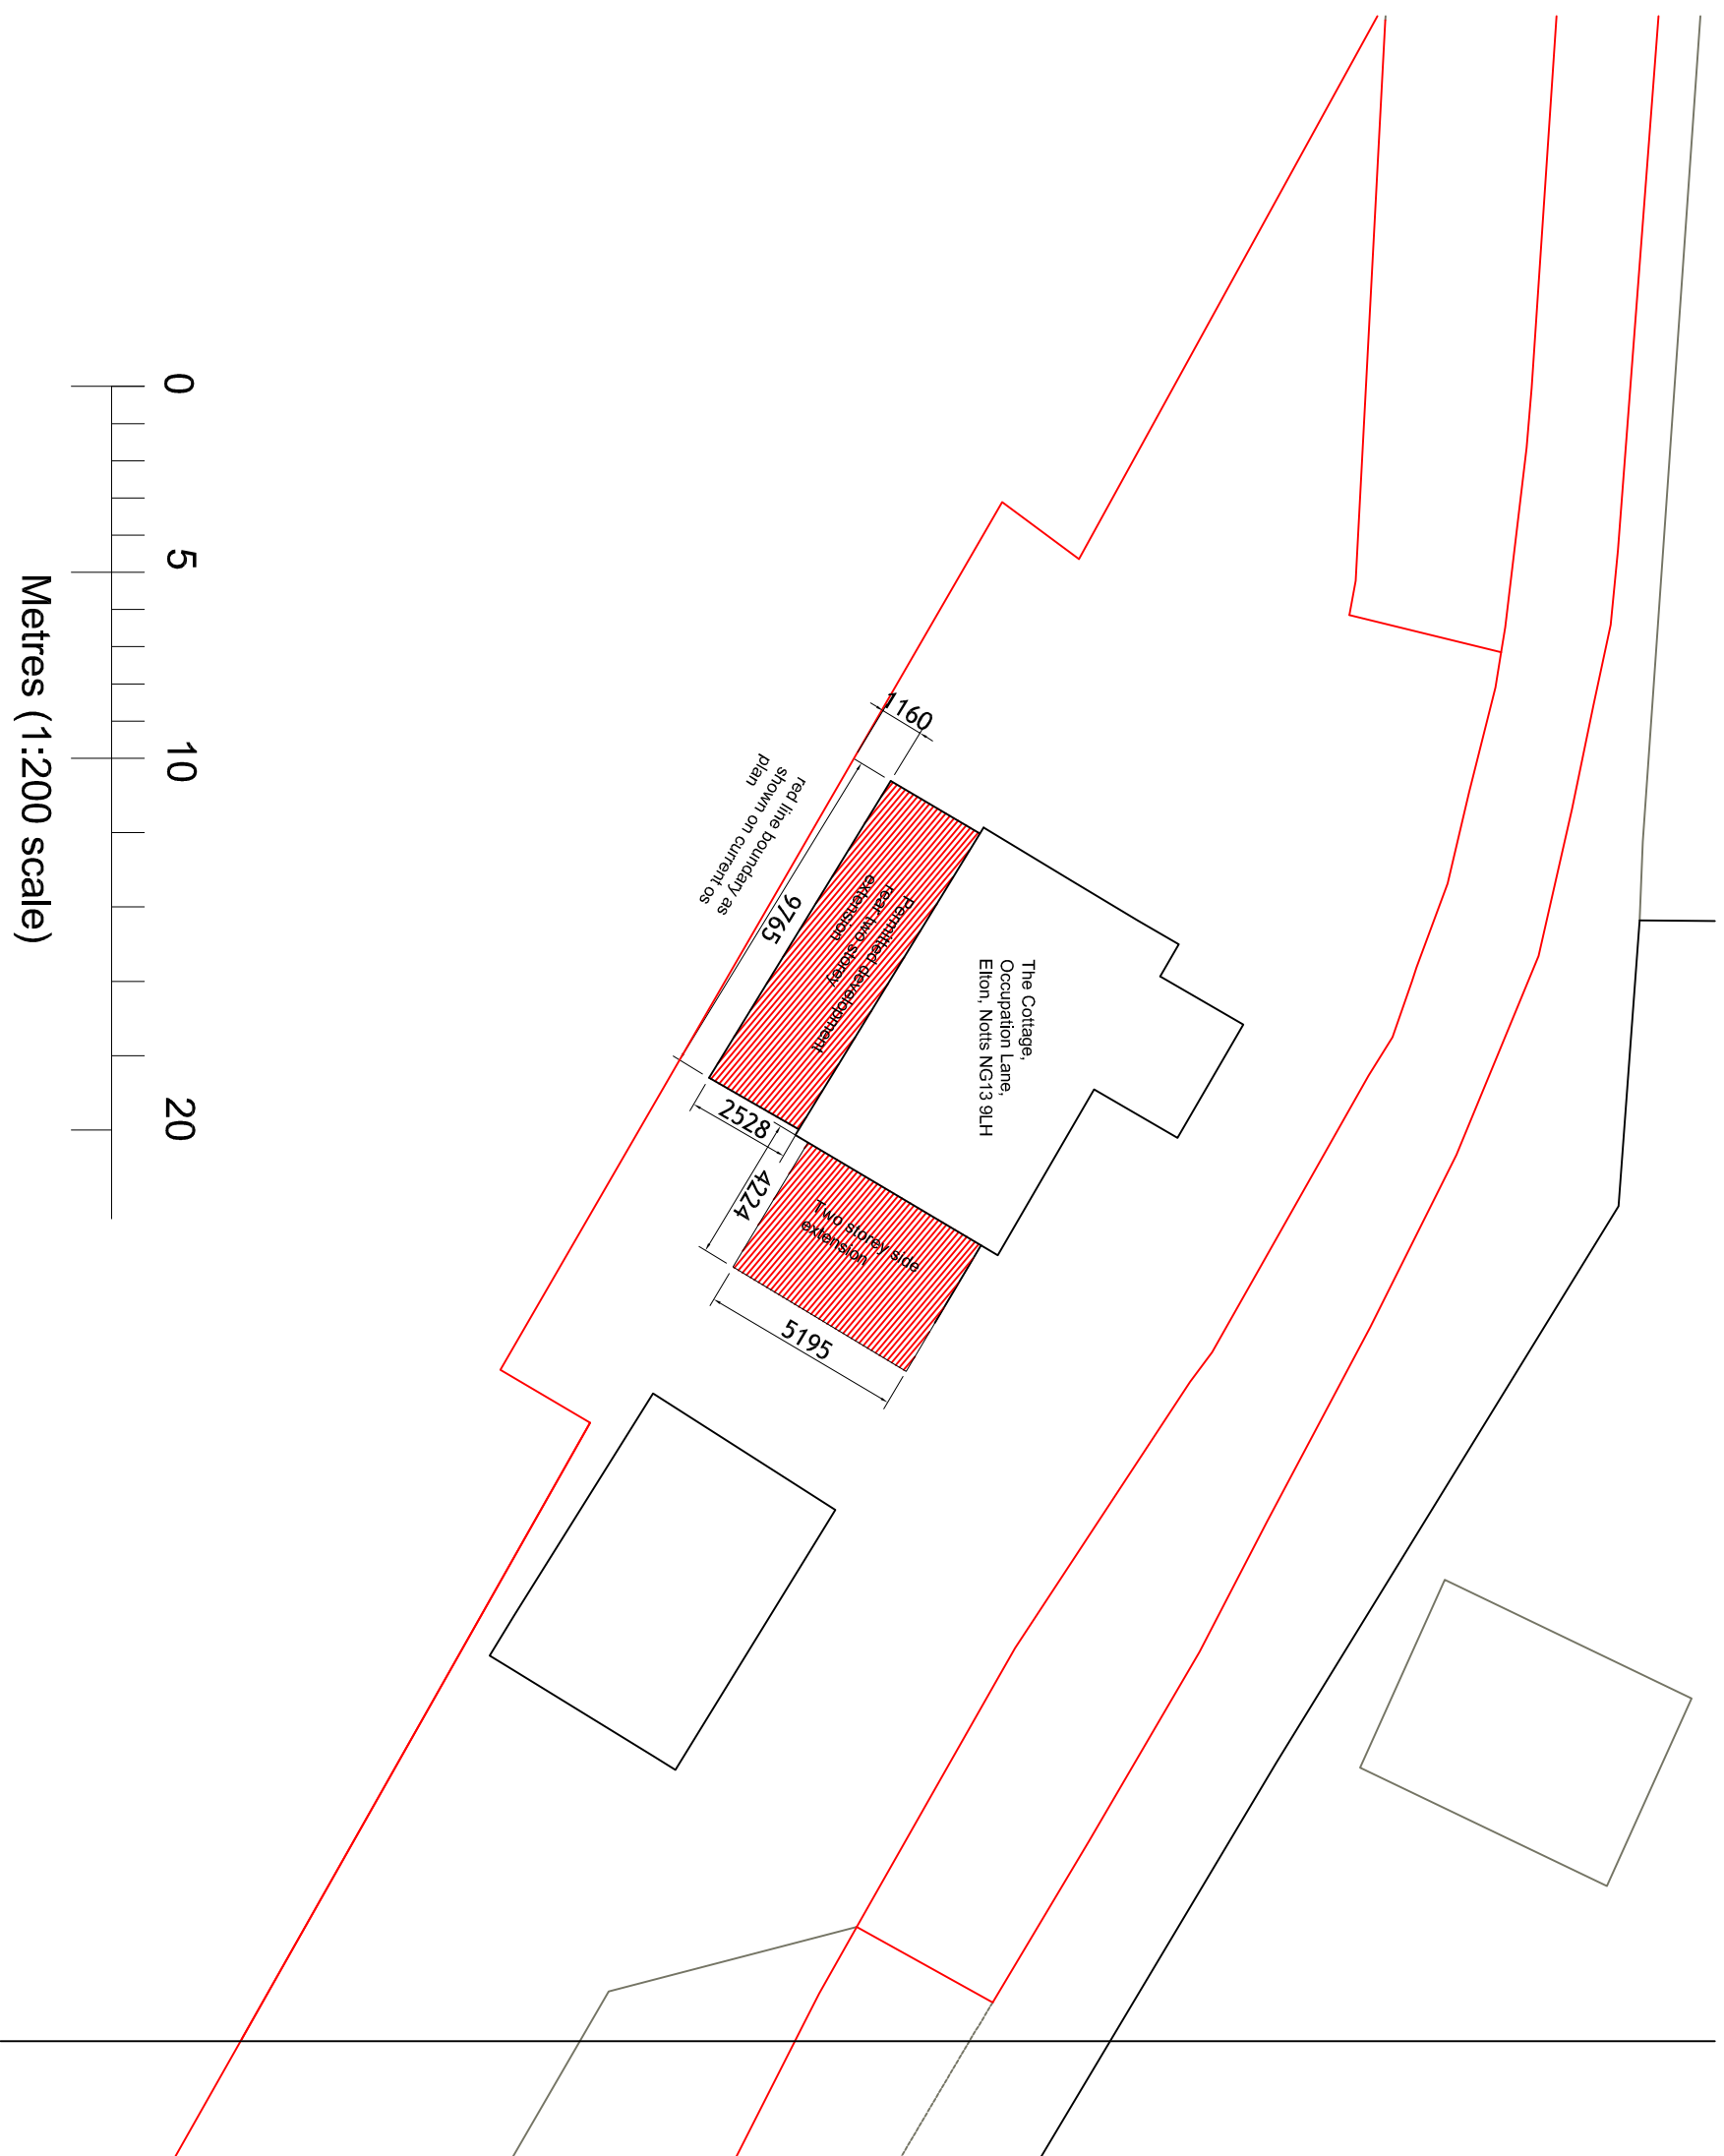 0
5
10
20
Metres (1:200 scale)
1160
red line boundary as
shown on current os
plan
9765
Permitted development
rear two storey
extension
The Cottage,
Occupation Lane,
Elton, Notts NG13 9LH
2528
4224
Two storey side
extension
5195